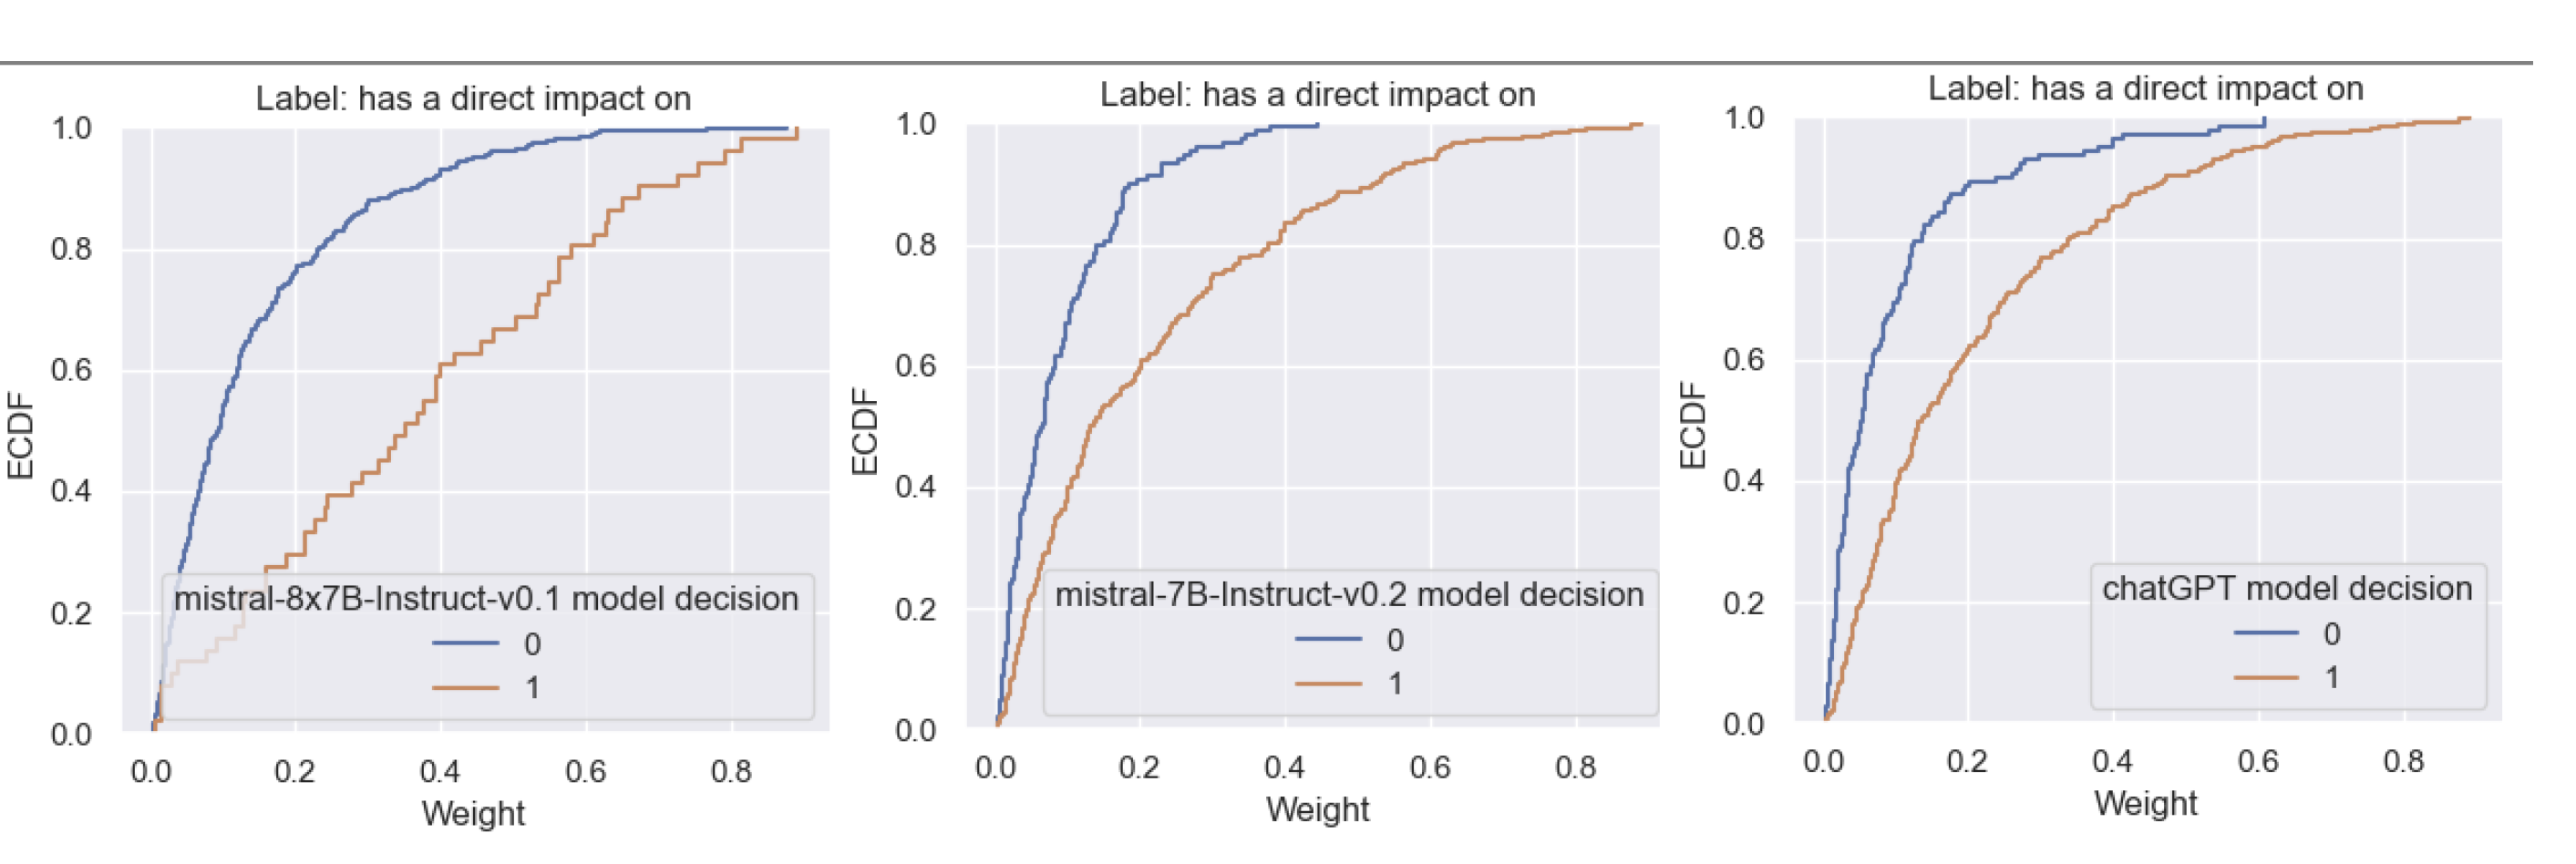 Label: has a direct impact on
1.0
0.8
0.6
0.4
0.2
0.0
ECDF
mistral-8x7B-Instruct-v0.1 model decision
0
1
0.0 0.2 0.4 0.6 0.8
Weight
Label: has a direct impact on
1.0
0.8
0.6
0.4
0.2
0.0
ECDF
mistral-7B-Instruct-v0.2 model decision
0
1
0.0 0.2 0.4 0.6 0.8
Weight
Label: has a direct impact on
1.0
0.8
0.6
0.4
0.2
0.0
ECDF
chatGPT model decision
0
1
0.0 0.2 0.4 0.6 0.8
Weight